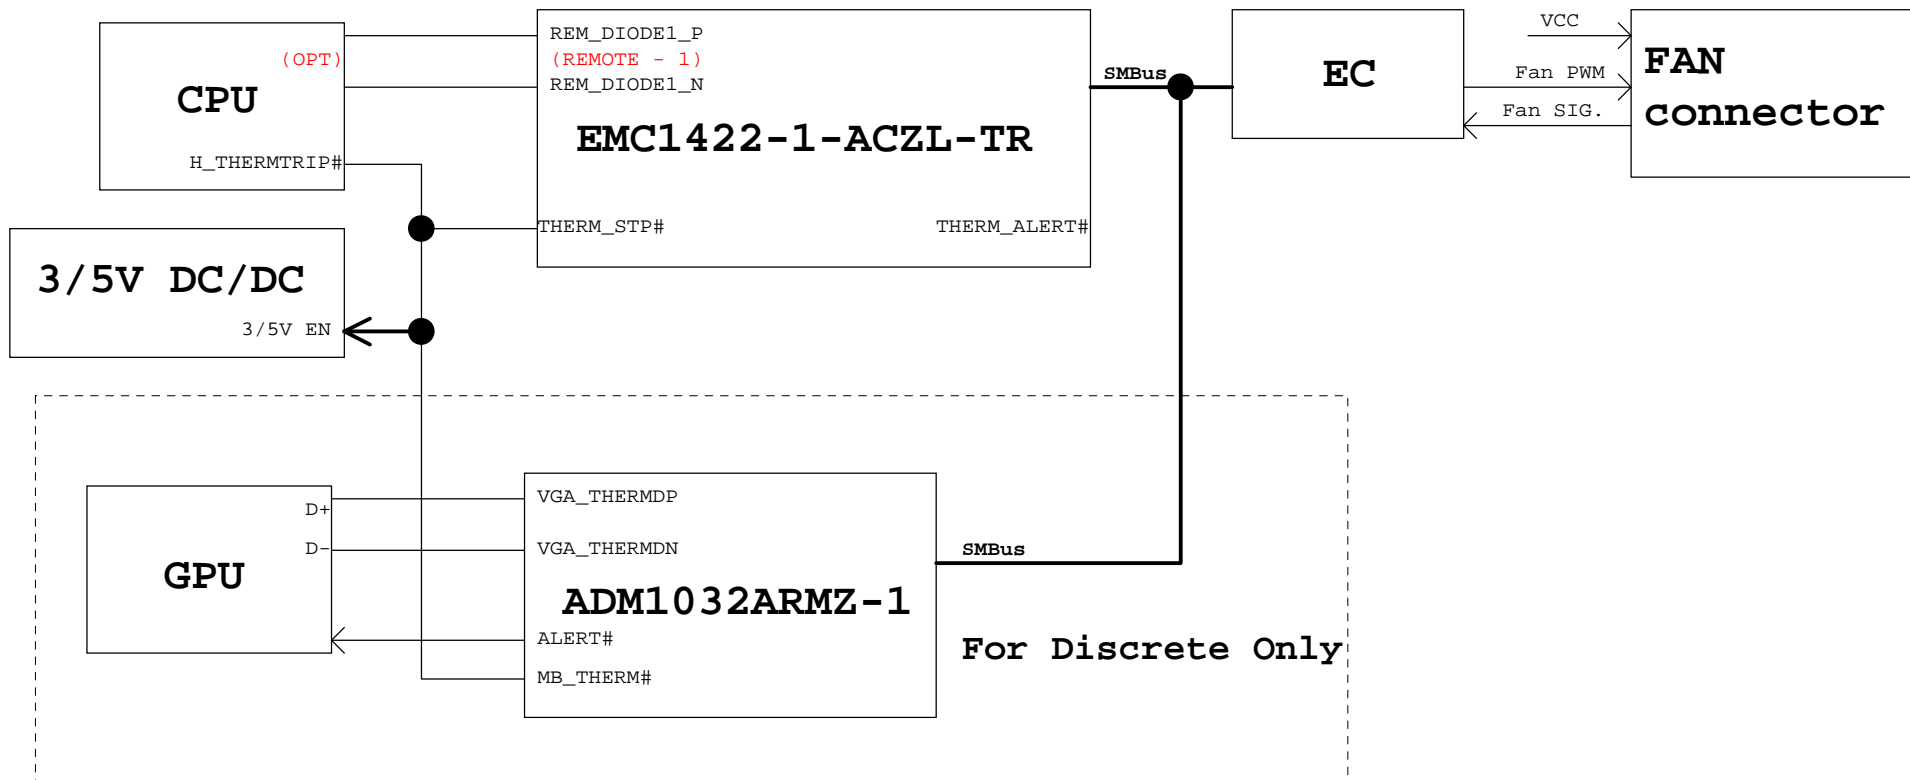 REM_DIODE1_P
(OPT)
(REMOTE - 1)
REM_DIODE1_N
CPU
EMC1422-1-ACZL-TR
H_THERMTRIP#
THERM_STP#
THERM_ALERT#
SMBus
EC
VCC
Fan PWM
Fan SIG.
FAN
connector
3/5V DC/DC
3/5V EN
D+
D-
GPU
VGA_THERMDP
VGA_THERMDN
ADM1032ARMZ-1
ALERT#
MB_THERM#
SMBus
For Discrete Only